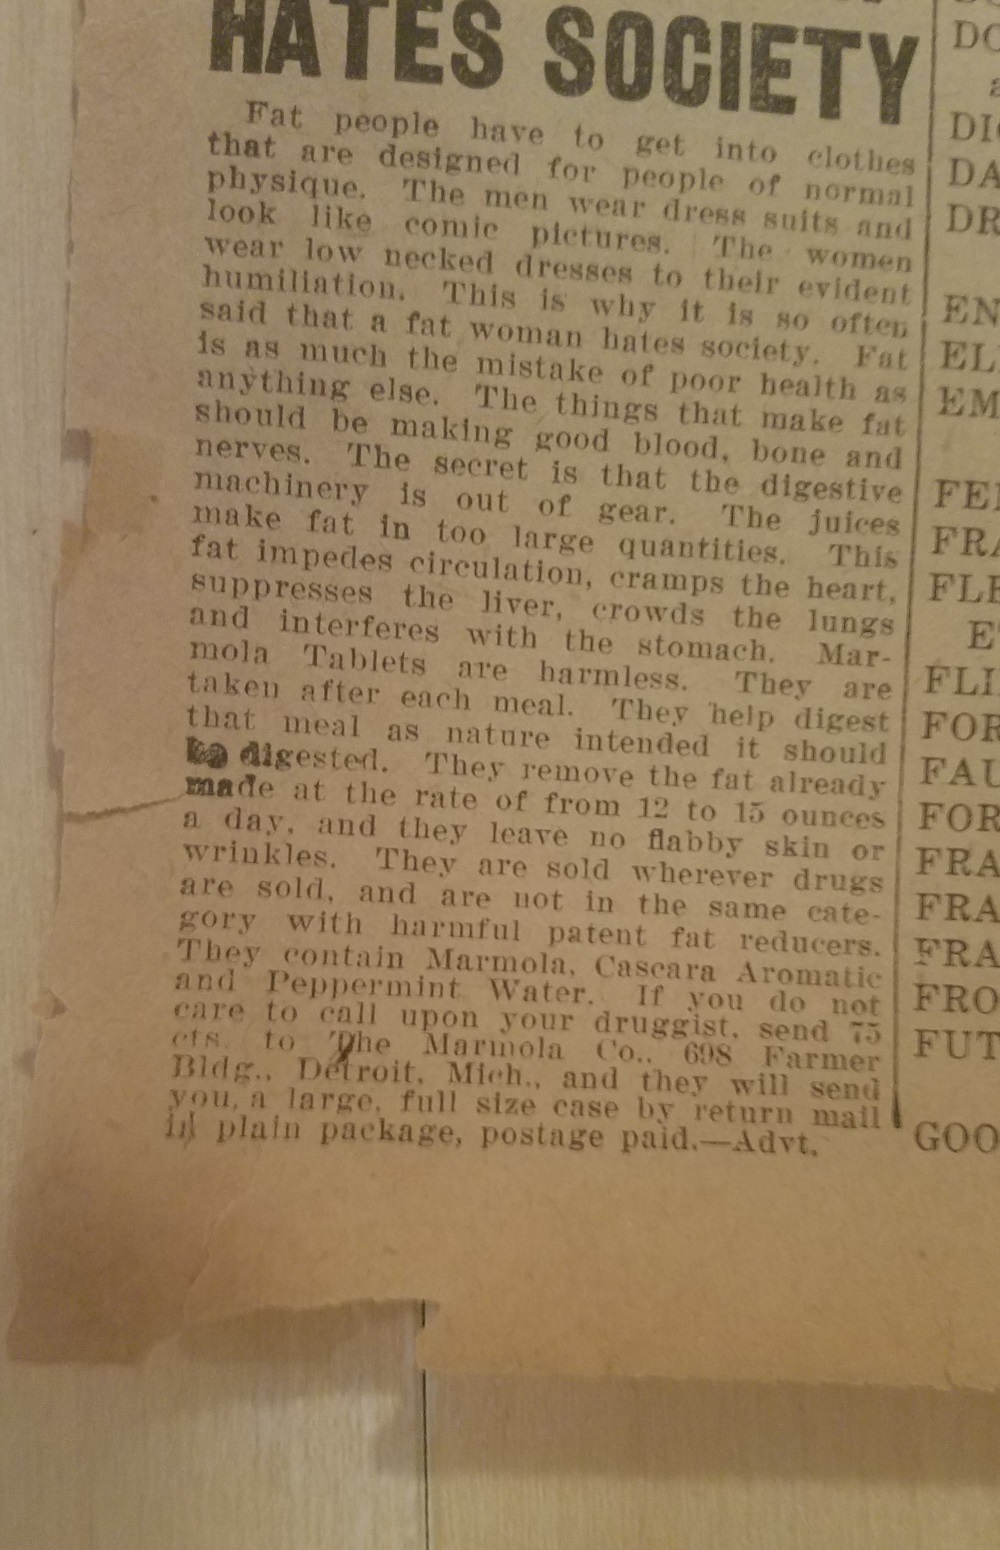 HATES SOCIETY
Fat people have to get into clothes
that are designed for people of normal
physique. The men wear dress suits and
look like comic pictures. The women
wear low necked dresses to their evident
humiliation. This is why it is so often
said that a fat woman hates society. Fat
is as much the mistake of poor health as
anything else. The things that make fat
should be making good blood, bone and
nerves. The secret is that the digestive
machinery is out of gear. The juices
make fat in too large quantities. This
fat impedes circulation, cramps the heart,
suppresses the liver, crowds the lungs
and interferes with the stomach. Mar-
mola Tablets are harmless. They are
taken after each meal. They help digest
that meal as nature intended it should
be digested. They remove the fat already
made at the rate of from 12 to 15 ounces
a day, and they leave no flabby skin or
wrinkles. They are sold wherever drugs
are sold, and are not in the same cate-
gory with harmful patent fat reducers.
They contain Marmola, Cascara Aromatic
and Peppermint Water. If you do not
care to call upon your druggist, send 75
cts. to The Marmola Co., 698 Farmer
Bldg., Detroit, Mich., and they will send
you, a large, full size case by return mail
in plain package, postage paid.—Advt.
DI
DA
DR
EN
EL
EM
FE
FRA
FLE
E
FLI
FOR
FAU
FOR
FRA
FRA
FRA
FRO
FUT
GOO